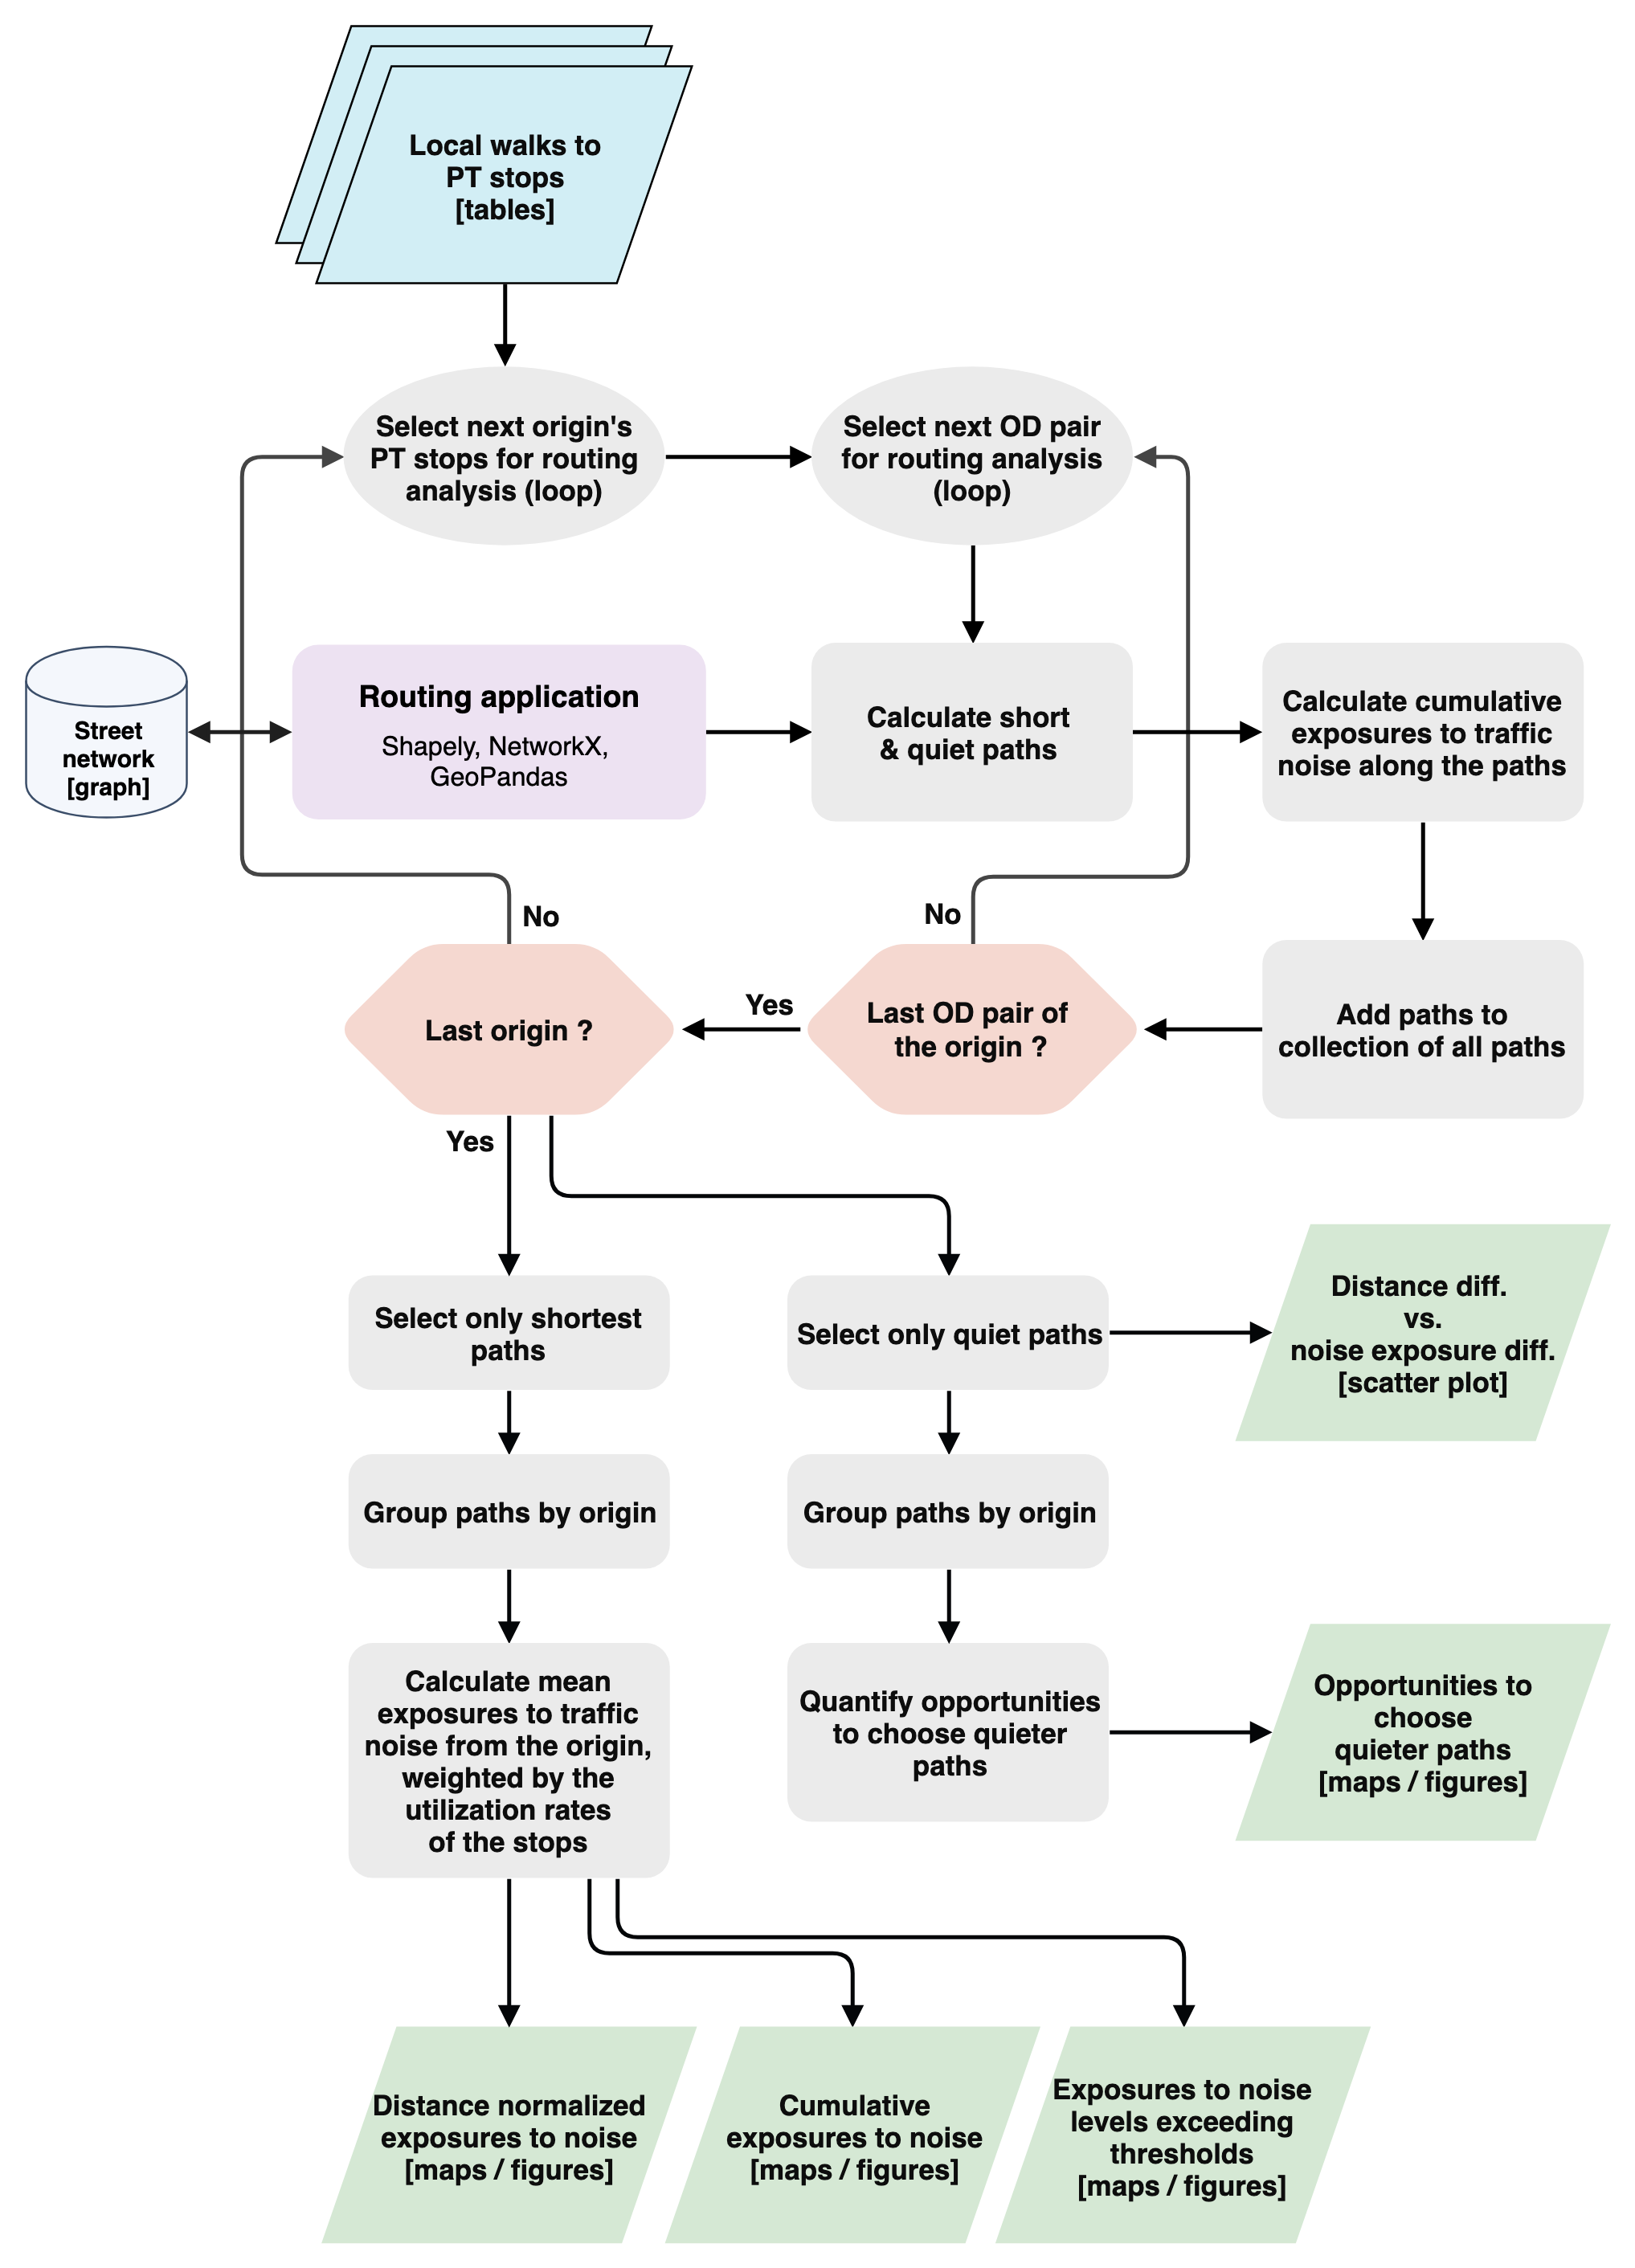 Local walks to
PT stops
[tables]
Select next origin's
PT stops for routing
analysis (loop)
Select next OD pair
for routing analysis
(loop)
Street
network
[graph]
Routing application
Shapely, NetworkX,
GeoPandas
Calculate short
& quiet paths
Calculate cumulative
exposures to traffic
noise along the paths
No
No
Last origin ?
Yes
Last OD pair of
the origin ?
Add paths to
collection of all paths
Yes
Select only shortest
paths
Select only quiet paths
Distance diff.
vs.
noise exposure diff.
[scatter plot]
Group paths by origin
Group paths by origin
Calculate mean
exposures to traffic
noise from the origin,
weighted by the
utilization rates
of the stops
Quantify opportunities
to choose quieter
paths
Opportunities to
choose
quieter paths
[maps / figures]
Distance normalized
exposures to noise
[maps / figures]
Cumulative
exposures to noise
[maps / figures]
Exposures to noise
levels exceeding
thresholds
[maps / figures]